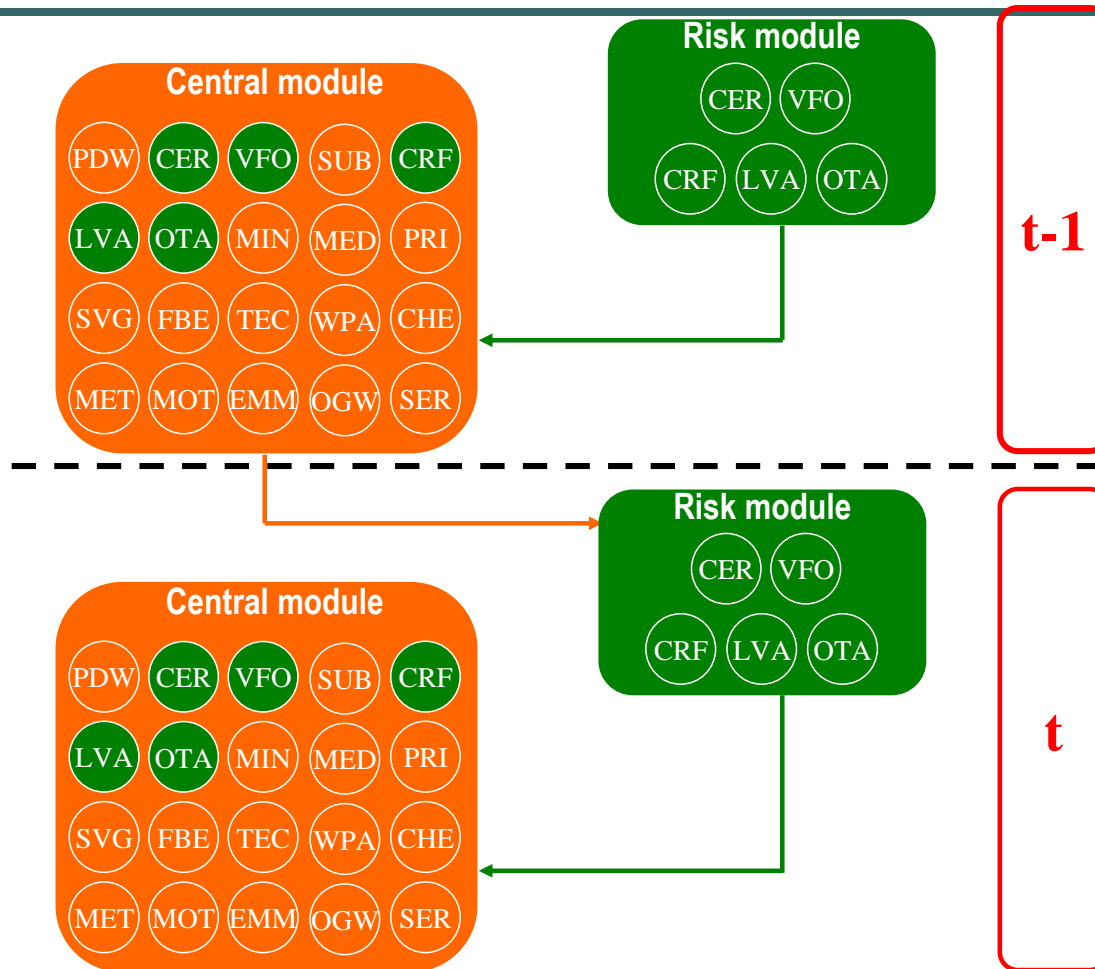 Risk module
CER VFO
CRF LVA OTA
Central module
PDW CER VFO SUB CRF
LVA OTA MIN MED PRI
SVG FBE TEC WPA CHE
MET MOT EMM OGW SER
t-1
Risk module
CER VFO
CRF LVA OTA
Central module
PDW CER VFO SUB CRF
LVA OTA MIN MED PRI
SVG FBE TEC WPA CHE
MET MOT EMM OGW SER
t